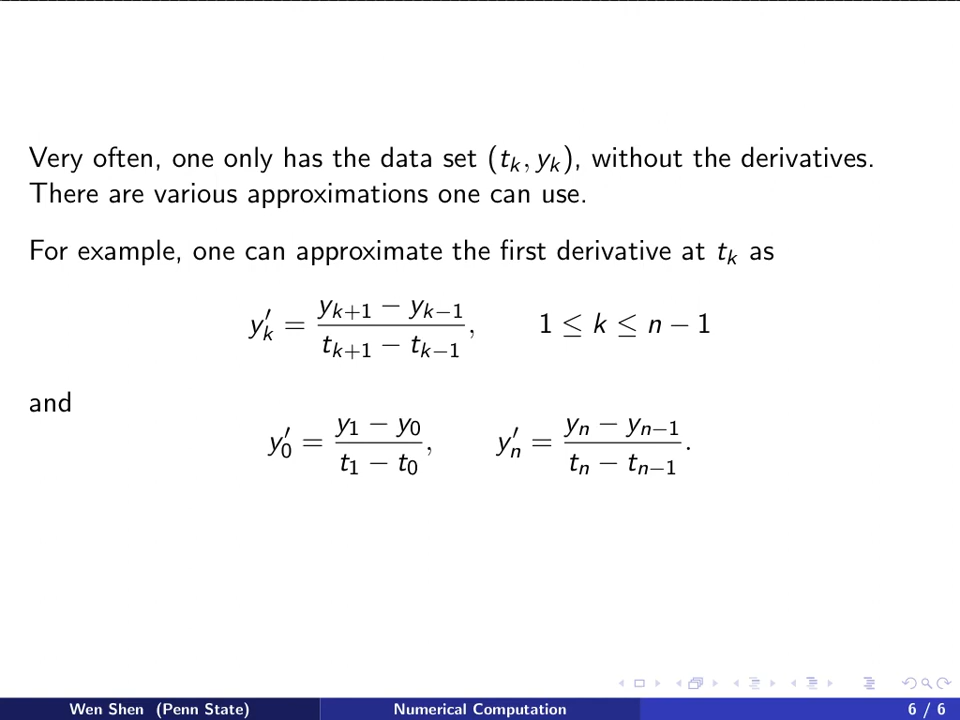 Very often, one only has the data set (t_k, y_k), without the derivatives.
There are various approximations one can use.
For example, one can approximate the first derivative at t_k as
y'_k = \frac{y_{k+1} − y_{k−1}}{t_{k+1} − t_{k−1}},   1 ≤ k ≤ n − 1
and
y'_0 = \frac{y_1 − y_0}{t_1 − t_0},   y'_n = \frac{y_n − y_{n−1}}{t_n − t_{n−1}}.
Wen Shen (Penn State) Numerical Computation 6 / 6